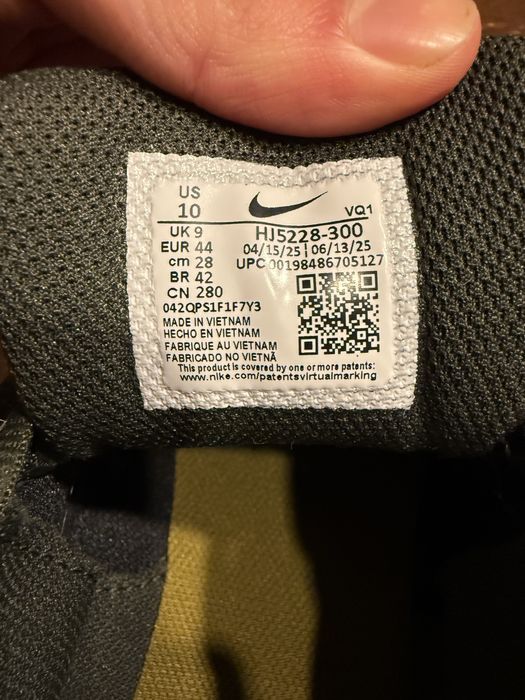 US
10
VQ1
UK 9
HJ5228-300
EUR 44
04/15/25 | 06/13/25
cm 28
UPC 00198486705127
BR 42
CN 280
042QPS1F1F7Y3
MADE IN VIETNAM
HECHO EN VIETNAM
FABRIQUE AU VIETNAM
FABRICADO NO VIETNÃ
This product is covered by one or more patents:
www.nike.com/patentsvirtualmarking